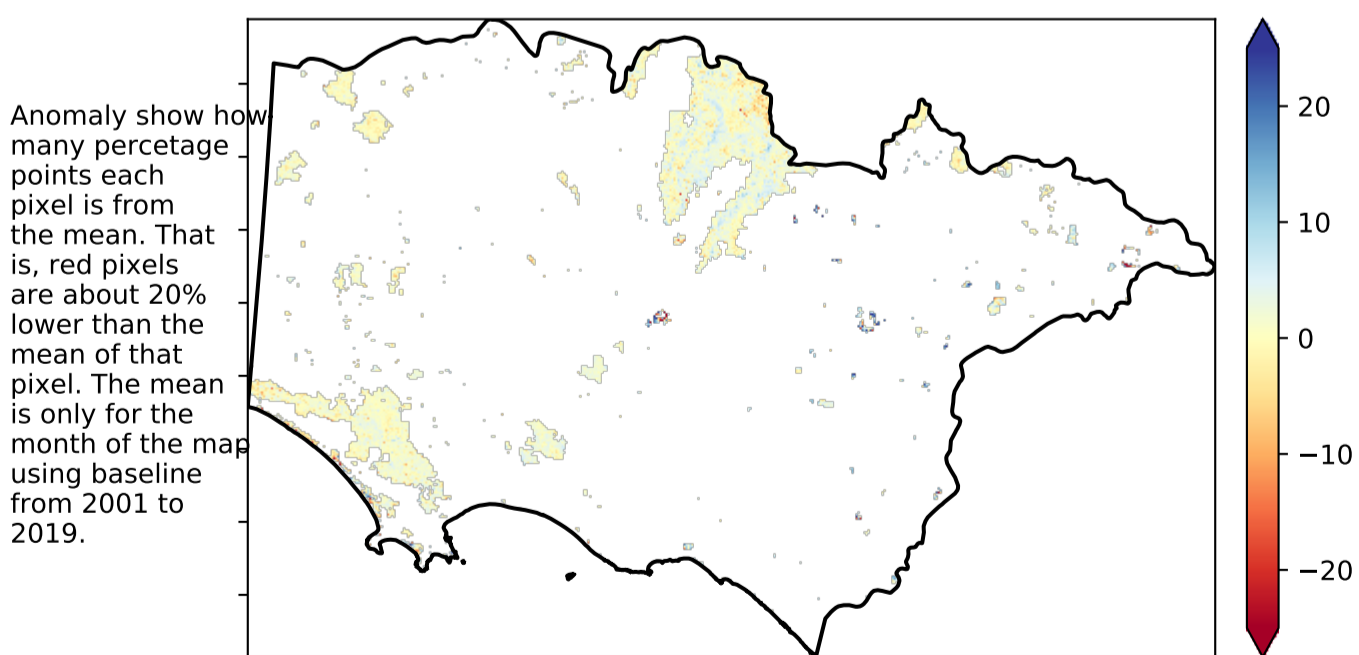 Anomaly show how
many percetage
points each
pixel is from
the mean. That
is, red pixels
are about 20%
lower than the
mean of that
pixel. The mean
is only for the
month of the map
using baseline
from 2001 to
2019.
20
10
0
−10
−20